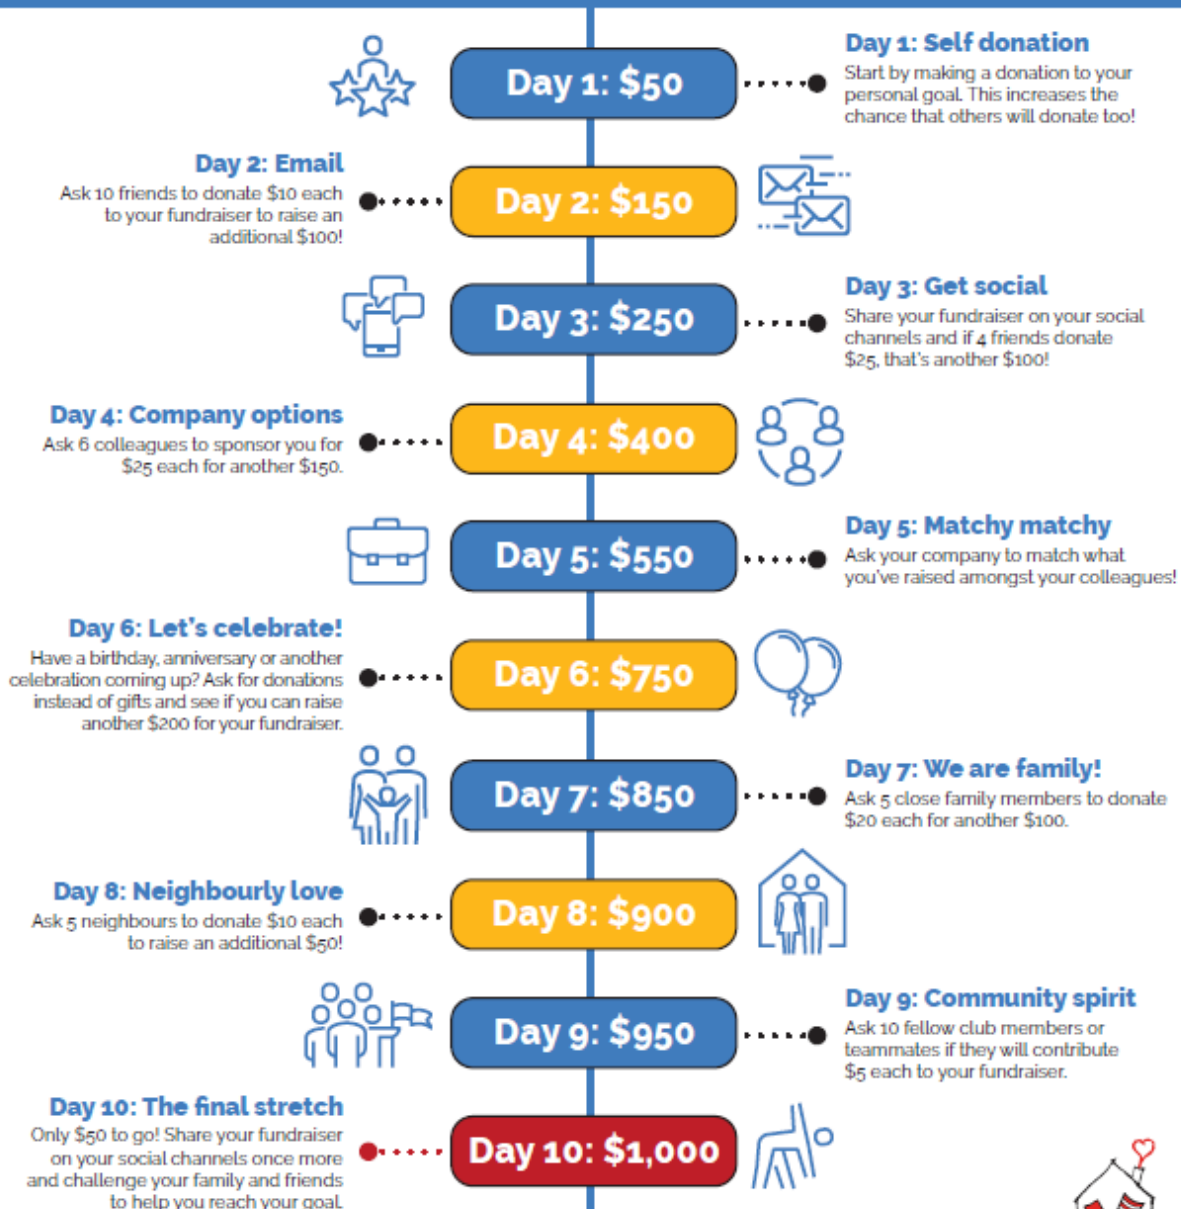 Day 1: $50
Day 1: Self donation
Start by making a donation to your
personal goal. This increases the
chance that others will donate too!
Day 2: Email
Ask 10 friends to donate $10 each
to your fundraiser to raise an
additional $100!
Day 2: $150
Day 3: $250
Day 3: Get social
Share your fundraiser on your social
channels and if 4 friends donate
$25, that's another $100!
Day 4: Company options
Ask 6 colleagues to sponsor you for
$25 each for another $150.
Day 4: $400
Day 5: $550
Day 5: Matchy matchy
Ask your company to match what
you've raised amongst your colleagues!
Day 6: Let's celebrate!
Have a birthday, anniversary or another
celebration coming up? Ask for donations
instead of gifts and see if you can raise
another $200 for your fundraiser.
Day 6: $750
Day 7: $850
Day 7: We are family!
Ask 5 close family members to donate
$20 each for another $100.
Day 8: Neighbourly love
Ask 5 neighbours to donate $10 each
to raise an additional $50!
Day 8: $900
Day 9: $950
Day 9: Community spirit
Ask 10 fellow club members or
teammates if they will contribute
$5 each to your fundraiser.
Day 10: The final stretch
Only $50 to go! Share your fundraiser
on your social channels once more
and challenge your family and friends
to help you reach your goal.
Day 10: $1,000